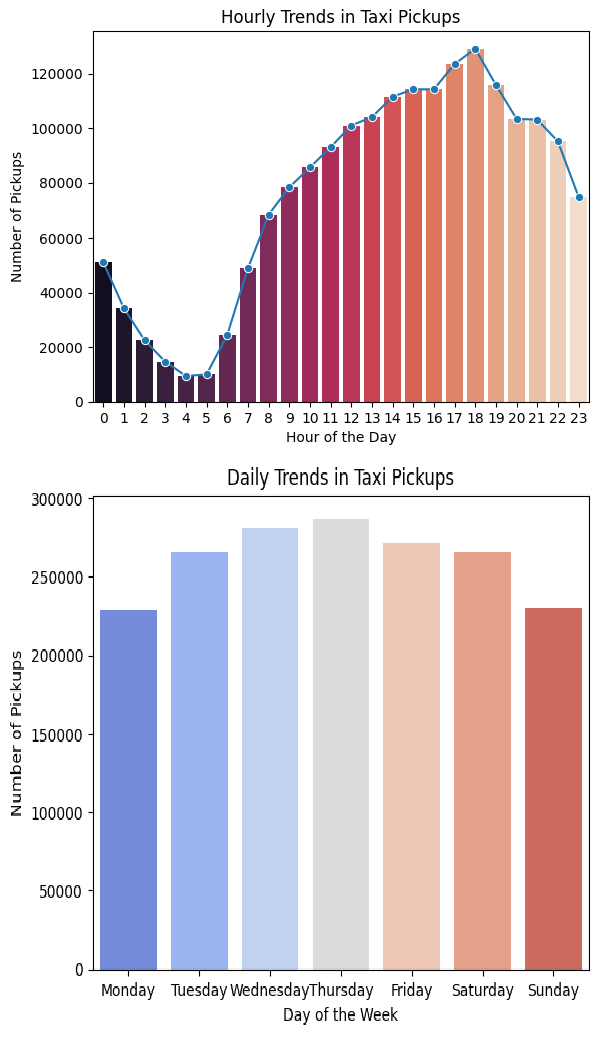 Hourly Trends in Taxi Pickups
120000
100000
80000
60000
40000
20000
0
Number of Pickups
0 1 2 3 4 5 6 7 8 9 10 11 12 13 14 15 16 17 18 19 20 21 22 23
Hour of the Day
Daily Trends in Taxi Pickups
300000
250000
200000
150000
100000
50000
0
Number of Pickups
Monday Tuesday Wednesday Thursday Friday Saturday Sunday
Day of the Week